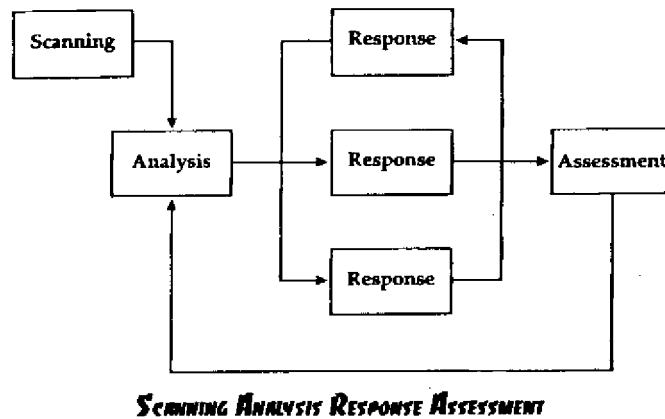 Scanning
Response
Analysis
Response
Assessment
Response
SCANNING ANALYSIS RESPONSE ASSESSMENT